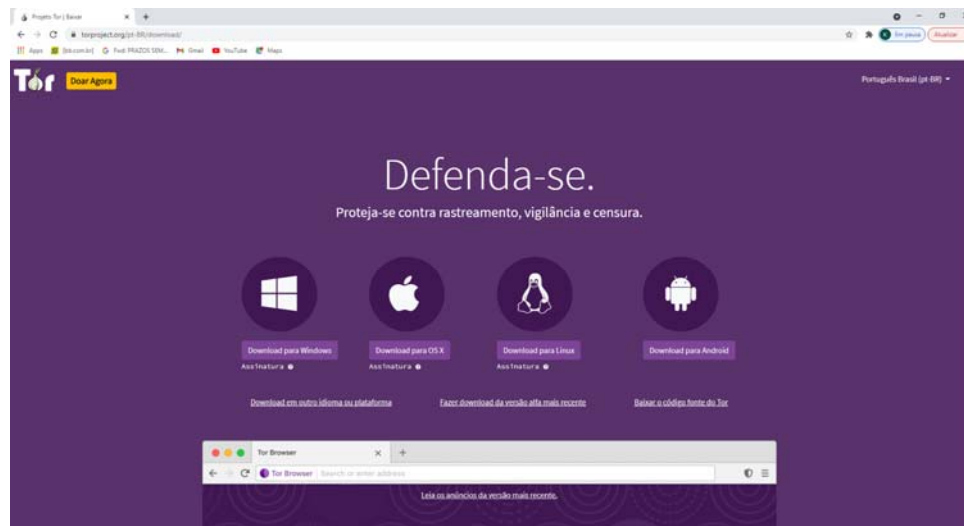 Projeto Tor | Baixar
torproject.org/pt-BR/download/
Em pausa
Atualizar
Apps
Fwd: PRAZOS SEM...
Gmail
YouTube
Maps
Tor
Doar Agora
Português Brasil (pt-BR)
Defenda-se.
Proteja-se contra rastreamento, vigilância e censura.
Download para Windows
Download para OS X
Download para Linux
Download para Android
Assinatura
Assinatura
Assinatura
Download em outro idioma ou plataforma
Fazer download da versão alfa mais recente
Baixar o código fonte do Tor
Tor Browser
Tor Browser
Search or enter address
Leia os anúncios da versão mais recente.